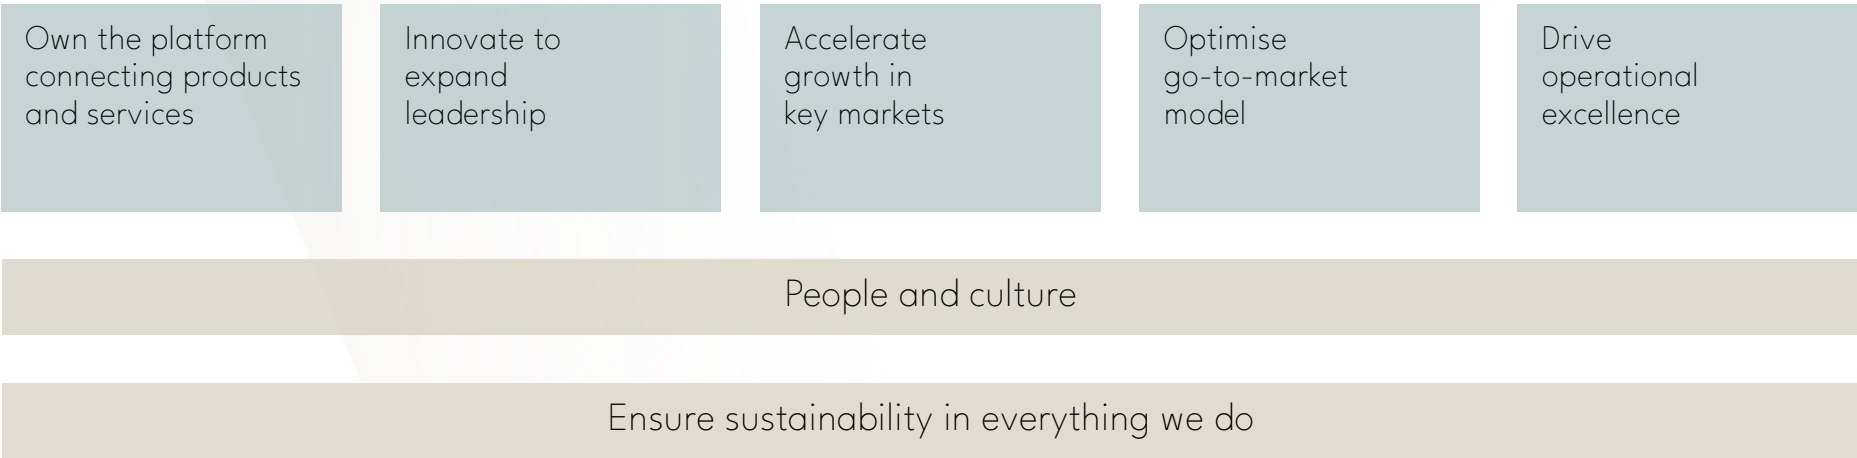 Own the platform
connecting products
and services
Innovate to
expand
leadership
Accelerate
growth in
key markets
Optimise
go-to-market
model
Drive
operational
excellence
People and culture
Ensure sustainability in everything we do